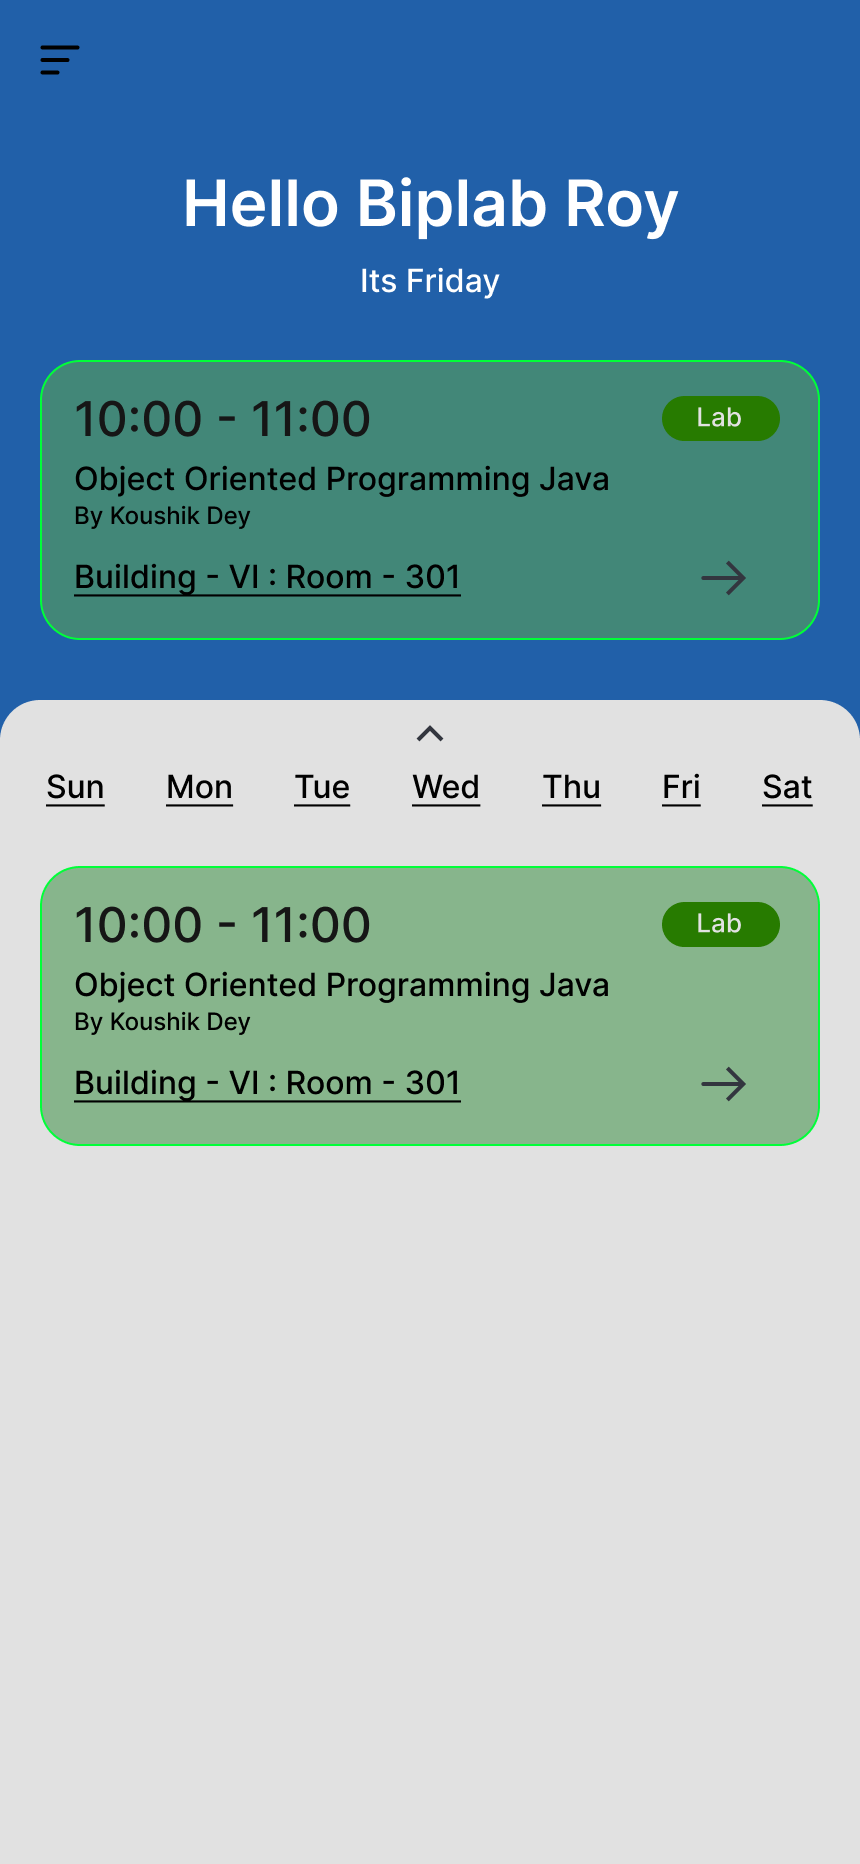 Hello Biplab Roy
Its Friday
10:00 - 11:00
Lab
Object Oriented Programming Java
By Koushik Dey
Building - VI : Room - 301
Sun Mon Tue Wed Thu Fri Sat
10:00 - 11:00
Lab
Object Oriented Programming Java
By Koushik Dey
Building - VI : Room - 301